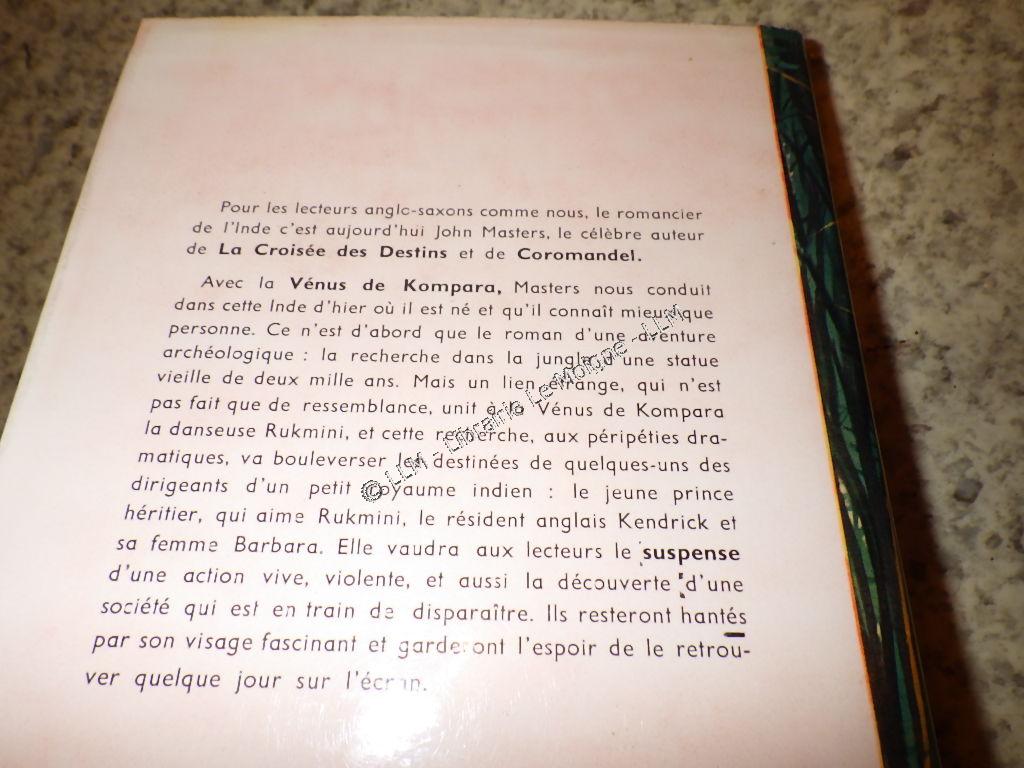 Pour les lecteurs anglo-saxons comme nous, le romancier
de l'Inde c'est aujourd'hui John Masters, le célèbre auteur
de La Croisée des Destins et de Coromandel.
Avec la Vénus de Kompara, Masters nous conduit
dans cette Inde d'hier où il est né et qu'il connaît mieux que
personne. Ce n'est d'abord que le roman d'une aventure
archéologique : la recherche dans la jungle d'une statue
vieille de deux mille ans. Mais un lien étrange, qui n'est
pas fait que de ressemblance, unit à la Vénus de Kompara
la danseuse Rukmini, et cette recherche, aux péripéties dra-
matiques, va bouleverser les destinées de quelques-uns des
dirigeants d'un petit royaume indien : le jeune prince
héritier, qui aime Rukmini, le résident anglais Kendrick et
sa femme Barbara. Elle vaudra aux lecteurs le suspense
d'une action vive, violente, et aussi la découverte d'une
société qui est en train de disparaître. Ils resteront hantés
par son visage fascinant et garderont l'espoir de le retrou-
ver quelque jour sur l'écran.
© LLM - Librairie Le Moigne - LLM